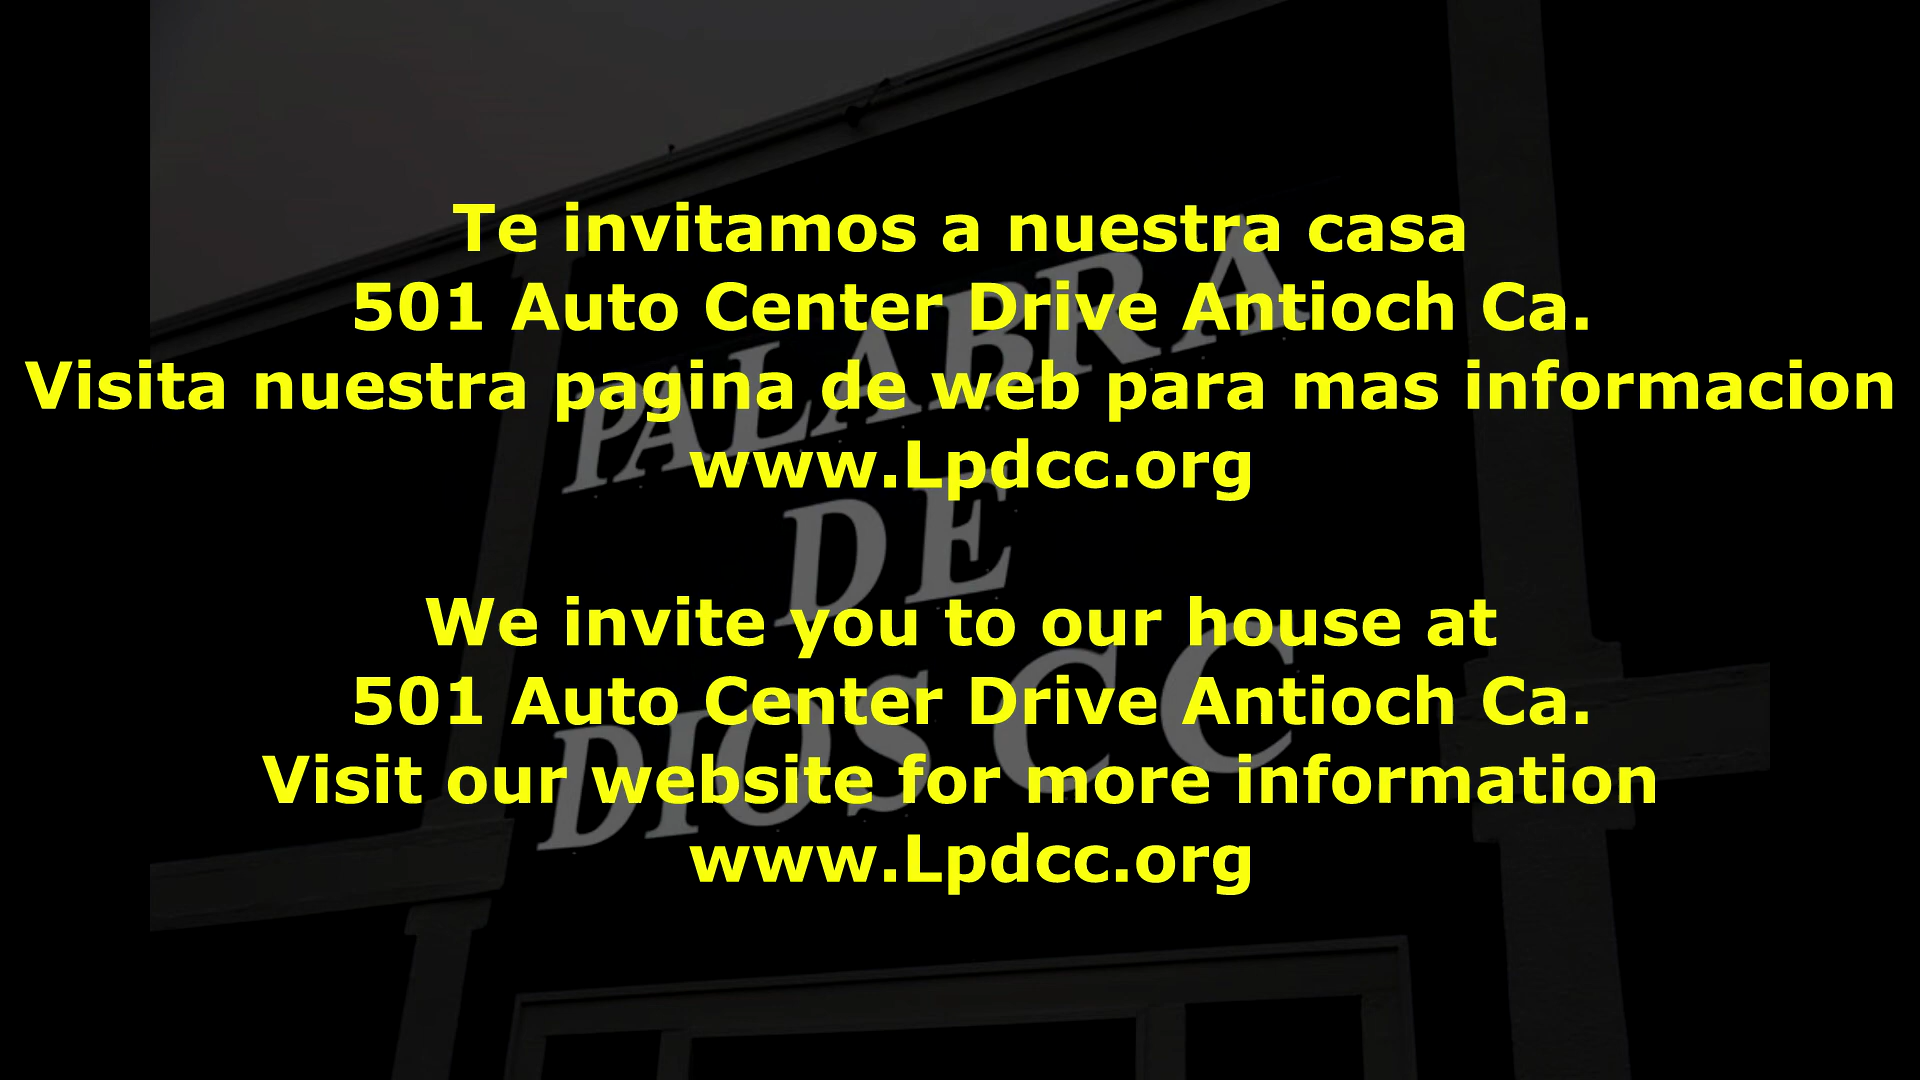 Te invitamos a nuestra casa
501 Auto Center Drive Antioch Ca.
Visita nuestra pagina de web para mas informacion
www.Lpdcc.org
We invite you to our house at
501 Auto Center Drive Antioch Ca.
Visit our website for more information
www.Lpdcc.org
PALABRA
DE
DIOS CC